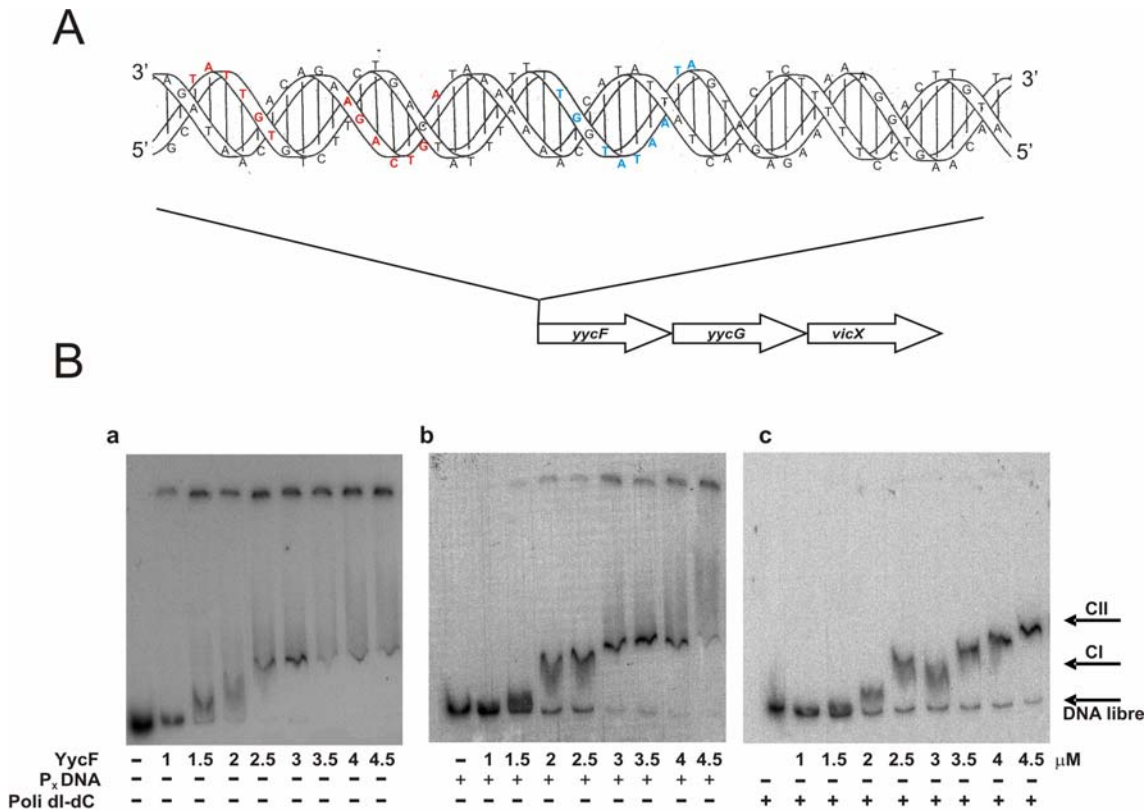 A
3'
3'
5'
5'
yycF
yycG
vicX
B
a
b
c
CII
CI
DNA libre
YycF – 1 1.5 2 2.5 3 3.5 4 4.5 – 1 1.5 2 2.5 3 3.5 4 4.5 1 1.5 2 2.5 3 3.5 4 4.5 μM
PₓDNA – – – – – – – – – + + + + + + + + + – – – – – – – – –
Poli dI-dC – – – – – – – – – – – – – – – – – – + + + + + + + + +